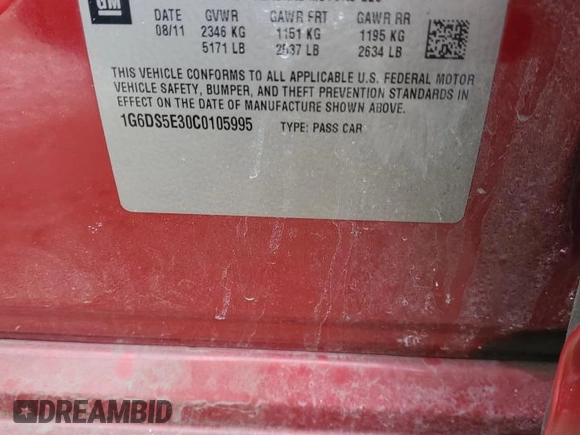 GM
DATE GVWR GAWR FRT GAWR RR
08/11 2346 KG 1151 KG 1195 KG
5171 LB 2537 LB 2634 LB
THIS VEHICLE CONFORMS TO ALL APPLICABLE U.S. FEDERAL MOTOR
VEHICLE SAFETY, BUMPER, AND THEFT PREVENTION STANDARDS IN
EFFECT ON THE DATE OF MANUFACTURE SHOWN ABOVE.
1G6DS5E30C0105995 TYPE: PASS CAR
DREAMBID